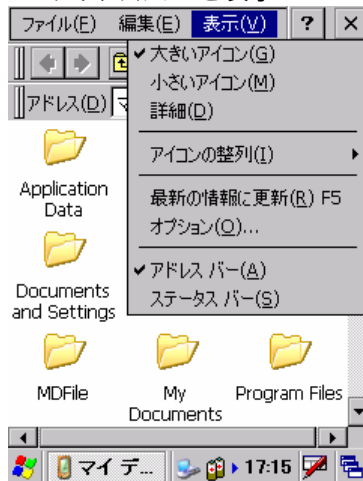 ファイル(F) 編集(E) 表示(V) ? ×
大きいアイコン(G)
小さいアイコン(M)
詳細(D)
アイコンの整列(I)
最新の情報に更新(R) F5
オプション(O)...
アドレス バー(A)
ステータス バー(S)
アドレス(D) マ
Application
Data
Documents
and Settings
MDFile
My
Documents
Program Files
マイ デ... 17:15